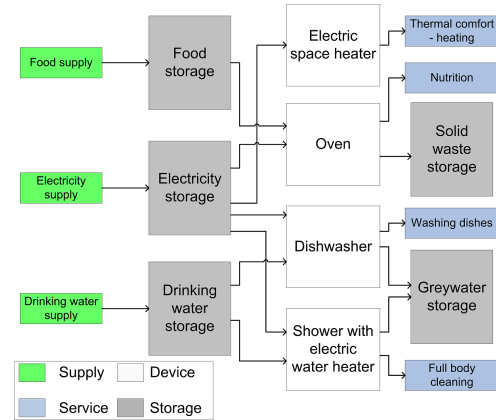 Food supply
Food
storage
Electric
space heater
Thermal comfort
- heating
Nutrition
Oven
Solid
waste
storage
Electricity
supply
Electricity
storage
Dishwasher
Washing dishes
Greywater
storage
Drinking water
supply
Drinking
water
storage
Shower with
electric
water heater
Full body
cleaning
Supply
Device
Service
Storage